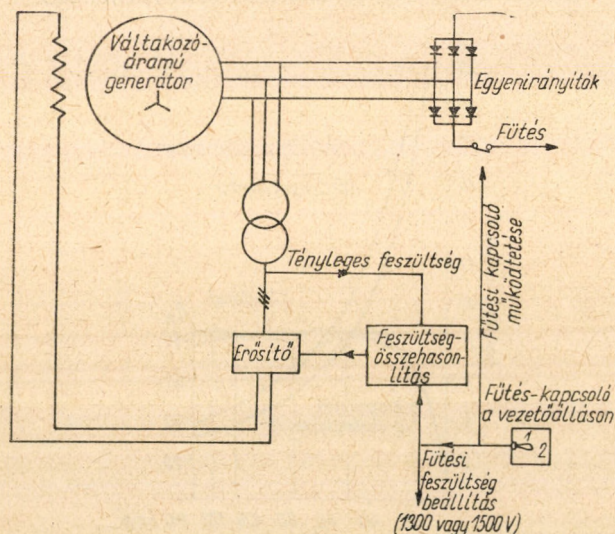 Váltakozó-
áramú
generátor
Egyenirányítók
Fűtés
Tényleges feszültség
Fűtési kapcsoló
működtetése
Erősítő
Feszültség-
összehason-
lítás
Fűtés-kapcsoló
a vezetőálláson
1
2
Fűtési
feszültség
beállítás
(1300 vagy 1500 V)